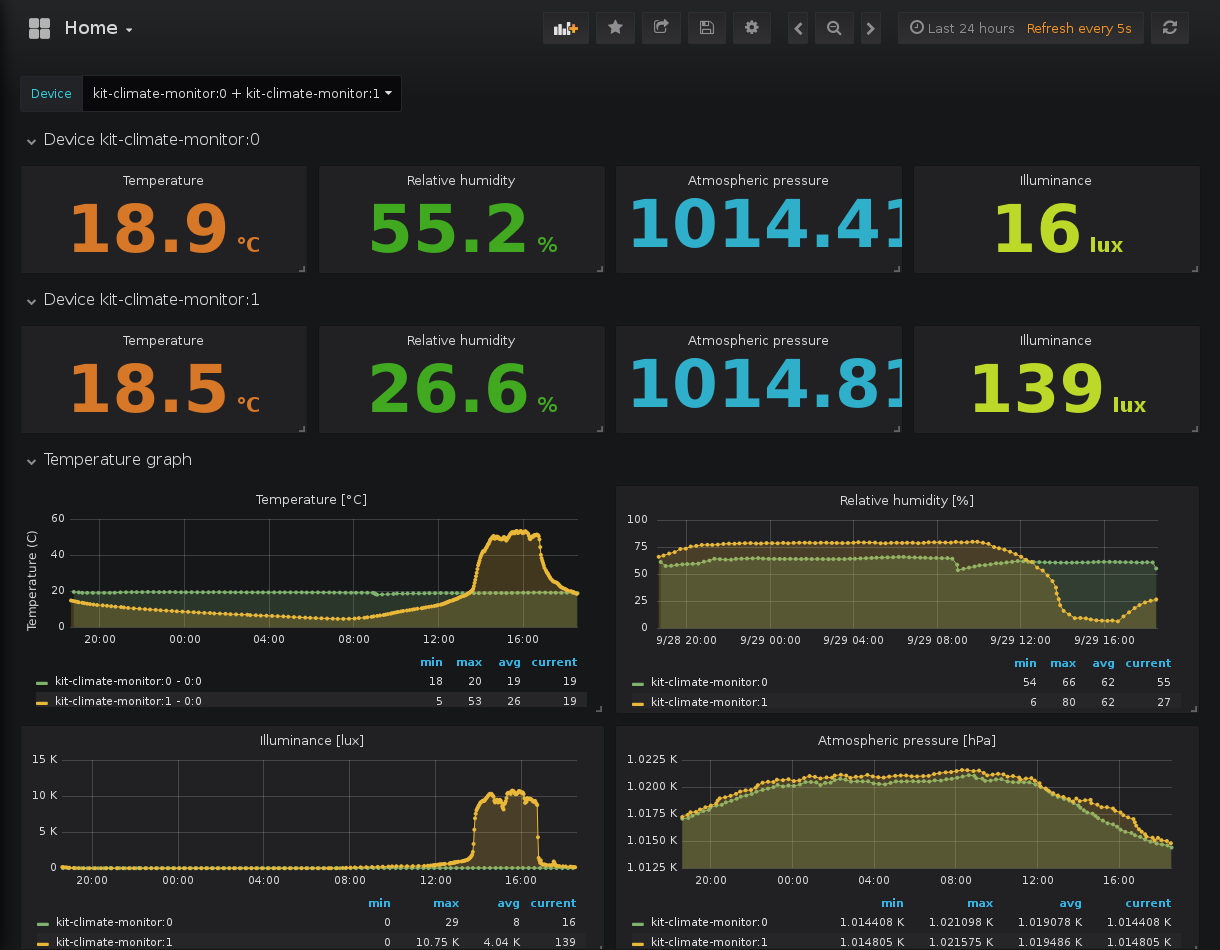 Home
Last 24 hours Refresh every 5s
Device kit-climate-monitor:0 + kit-climate-monitor:1
Device kit-climate-monitor:0
Temperature Relative humidity Atmospheric pressure Illuminance
18.9 °C 55.2 % 1014.41 16 lux
Device kit-climate-monitor:1
Temperature Relative humidity Atmospheric pressure Illuminance
18.5 °C 26.6 % 1014.81 139 lux
Temperature graph
Temperature [°C]
Temperature (C)
60
40
20
0
20:00 00:00 04:00 08:00 12:00 16:00
min max avg current
kit-climate-monitor:0 - 0:0 18 20 19 19
kit-climate-monitor:1 - 0:0 5 53 26 19
Relative humidity [%]
100
75
50
25
0
9/28 20:00 9/29 00:00 9/29 04:00 9/29 08:00 9/29 12:00 9/29 16:00
min max avg current
kit-climate-monitor:0 54 66 62 55
kit-climate-monitor:1 6 80 62 27
Illuminance [lux]
15 K
10 K
5 K
0
20:00 00:00 04:00 08:00 12:00 16:00
min max avg current
kit-climate-monitor:0 0 29 8 16
kit-climate-monitor:1 0 10.75 K 4.04 K 139
Atmospheric pressure [hPa]
1.0225 K
1.0200 K
1.0175 K
1.0150 K
1.0125 K
20:00 00:00 04:00 08:00 12:00 16:00
min max avg current
kit-climate-monitor:0 1.014408 K 1.021098 K 1.019078 K 1.014408 K
kit-climate-monitor:1 1.014805 K 1.021575 K 1.019486 K 1.014805 K